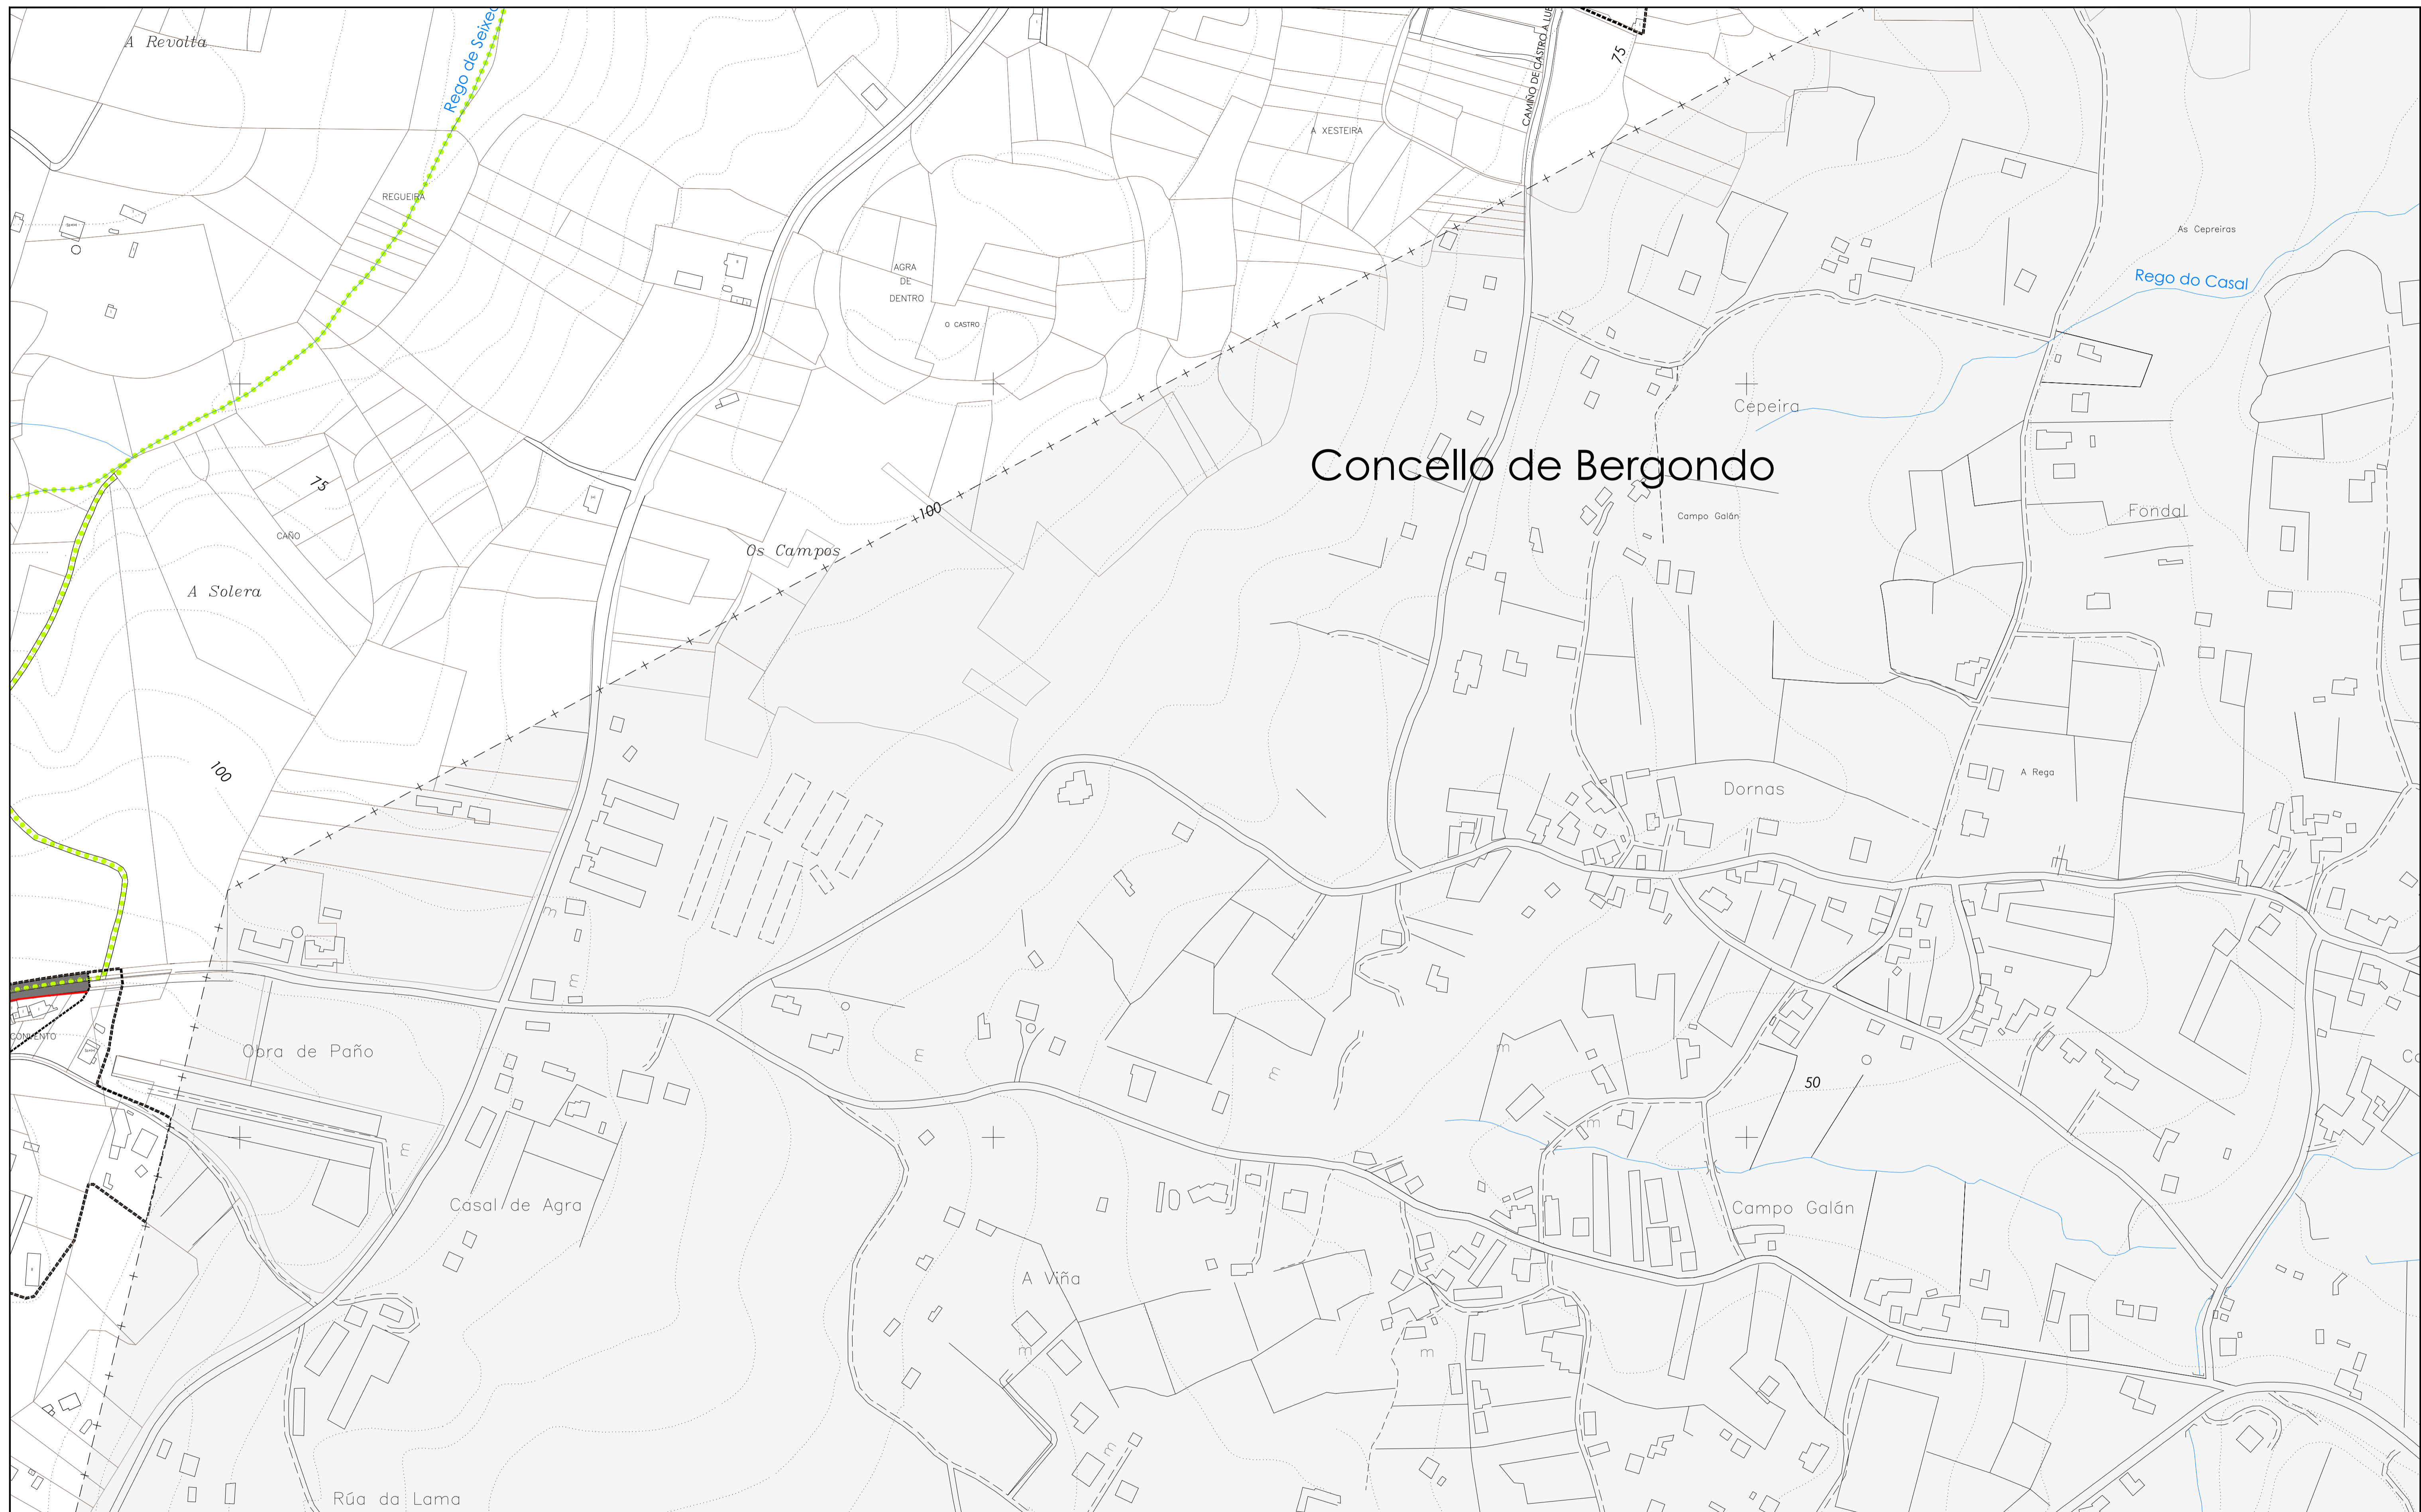 A Revolta
Rego de Seixed
CAMIÑO DE CASTRO A LUB
75
A XESTEIRA
REGUEIRA
As Cepreiras
AGRA
DE
DENTRO
Rego do Casal
O CASTRO
Cepeira
Concello de Bergondo
75
100
Campo Galán
Fondal
CAÑO
Os Campos
A Solera
100
A Rega
Dornas
m
m
CONVENTO
Obra de Paño
m
m
m
50
Co
m
m
Casal de Agra
Campo Galán
A Viña
m
m
m
Rúa da Lama